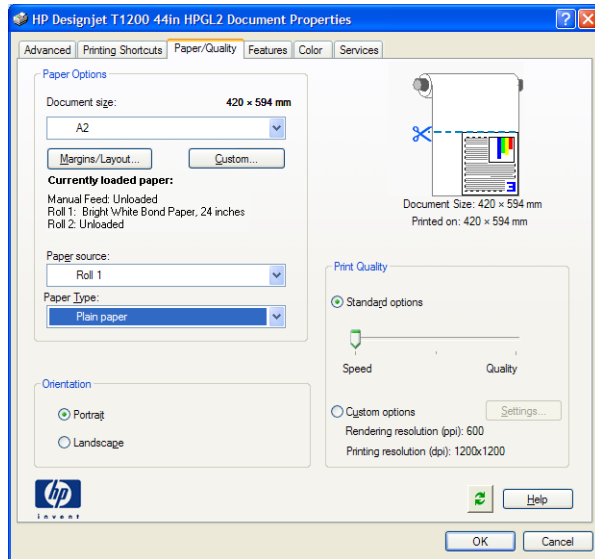 HP Designjet T1200 44in HPGL2 Document Properties
Advanced Printing Shortcuts Paper/Quality Features Color Services
Paper Options
Document size: 420 × 594 mm
A2
Margins/Layout... Custom...
Currently loaded paper:
Manual Feed: Unloaded
Roll 1: Bright White Bond Paper, 24 inches
Roll 2: Unloaded
Paper source:
Roll 1
Paper Type:
Plain paper
Orientation
Portrait
Landscape
3
Document Size: 420 × 594 mm
Printed on: 420 × 594 mm
Print Quality
Standard options
Speed Quality
Custom options Settings...
Rendering resolution (ppi): 600
Printing resolution (dpi): 1200x1200
hp
invent
Help
OK Cancel